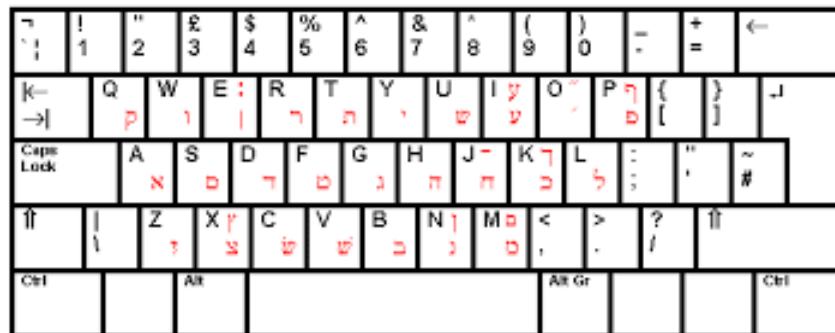 ¬ ! " £ $ % ^ & * ( ) _ + ←
` ¦ 1 2 3 4 5 6 7 8 9 0 - =
|← Q W E : R T Y U I ע O ״ P ף { } ↵
→| ק ו ן ר ת י ש ע ׳ פ [ ]
Caps A S D F G H J ־ K ך L : " ~
Lock א ס ד ט ג ה ח כ ל ; ' #
⇧ | Z X ץ C V B N ן M ם < > ? ⇧
\ ז צ שׂ שׁ ב נ מ , . /
Ctrl Alt Alt Gr Ctrl